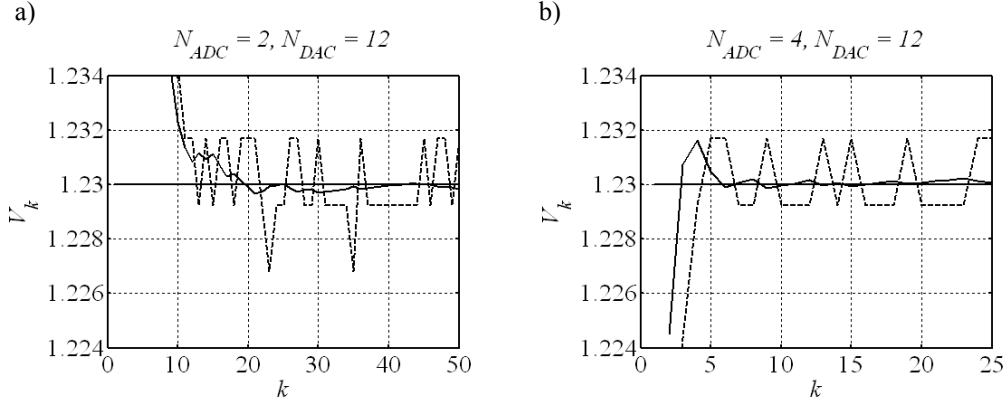 a)
N_ADC = 2, N_DAC = 12
1.234
1.232
1.23
1.228
1.226
1.224
V_k
0 10 20 30 40 50
k
b)
N_ADC = 4, N_DAC = 12
1.234
1.232
1.23
1.228
1.226
1.224
V_k
0 5 10 15 20 25
k